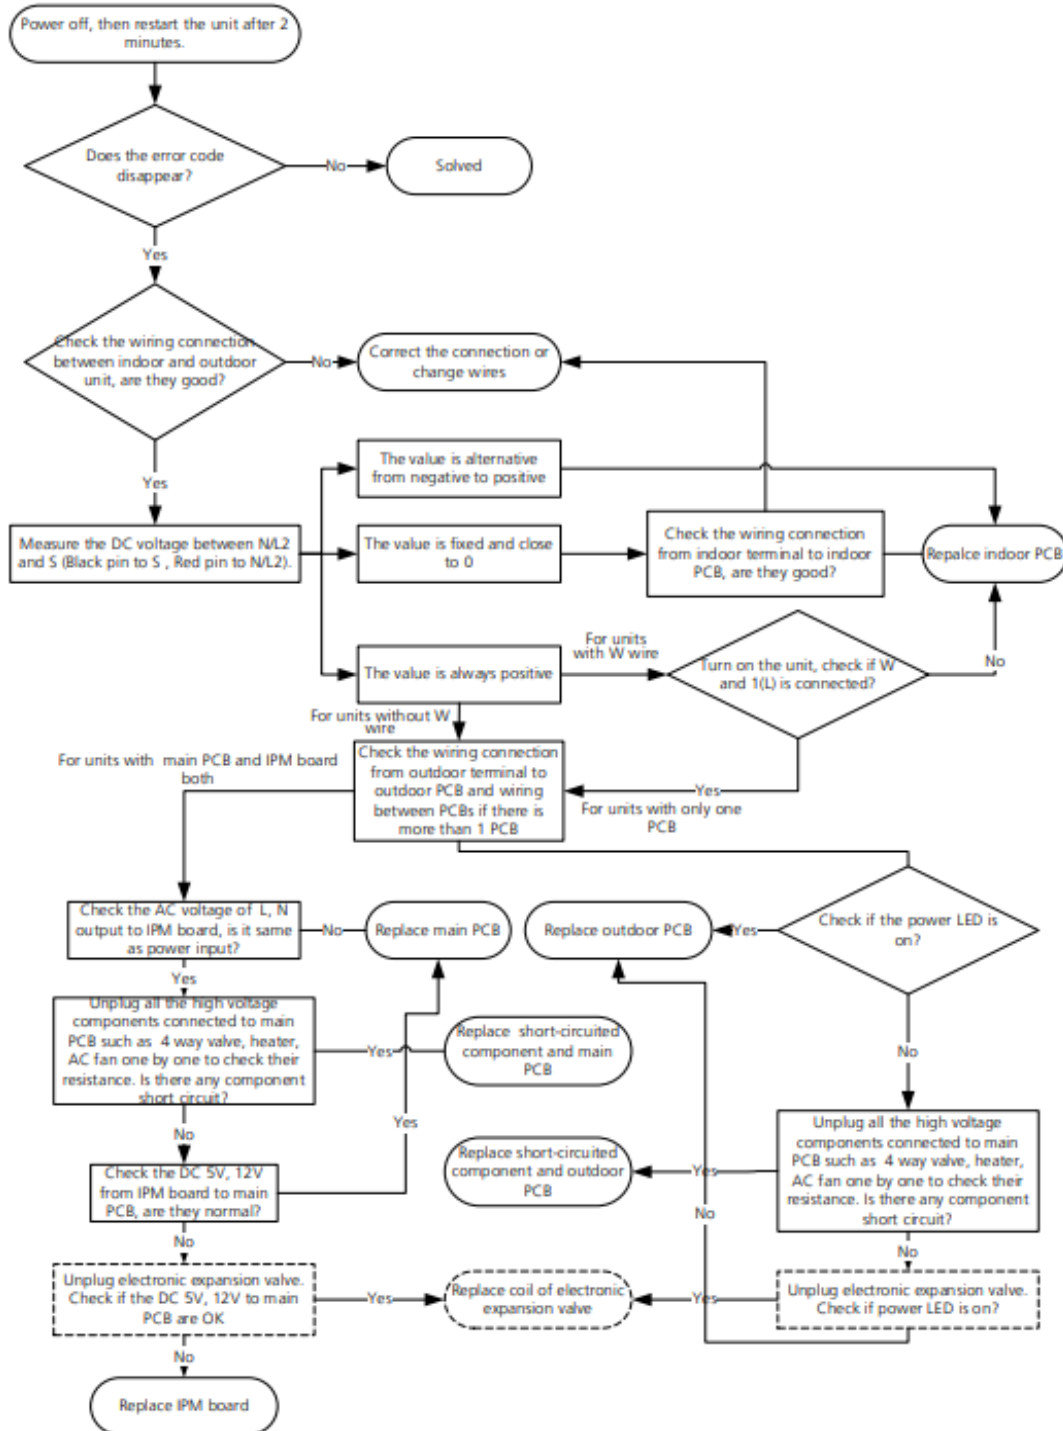 Power off, then restart the unit after 2
minutes.
Does the error code
disappear?
No
Solved
Yes
Check the wiring connection
between indoor and outdoor
unit, are they good?
No
Correct the connection or
change wires
Yes
The value is alternative
from negative to positive
Measure the DC voltage between N/L2
and S (Black pin to S , Red pin to N/L2).
The value is fixed and close
to 0
Check the wiring connection
from indoor terminal to indoor
PCB, are they good?
Repalce indoor PCB
The value is always positive
For units
with W wire
Turn on the unit, check if W
and 1(L) is connected?
No
For units without W
wire
For units with  main PCB and IPM board
both
Check the wiring connection
from outdoor terminal to
outdoor PCB and wiring
between PCBs if there is
more than 1 PCB
Yes
For units with only one
PCB
Check the AC voltage of  L, N
output to IPM board, is it same
as power input?
No
Replace main PCB
Replace outdoor PCB
Yes
Check if the power LED is
on?
Yes
Unplug all the high voltage
components connected to main
PCB such as  4 way valve, heater,
AC fan one by one to check their
resistance. Is there any component
short circuit?
Yes
Replace  short-circuited
component and main
PCB
No
No
Yes
Check the DC 5V, 12V
from IPM board to main
PCB, are they normal?
Replace short-circuited
component and outdoor
PCB
Yes
Unplug all the high voltage
components connected to main
PCB such as  4 way valve, heater,
AC fan one by one to check their
resistance. Is there any component
short circuit?
No
No
No
Unplug electronic expansion valve.
Check if the DC 5V, 12V to main
PCB are OK
Yes
Replace coil of electronic
expansion valve
Yes
Unplug electronic expansion valve.
Check if power LED is on?
No
Replace IPM board